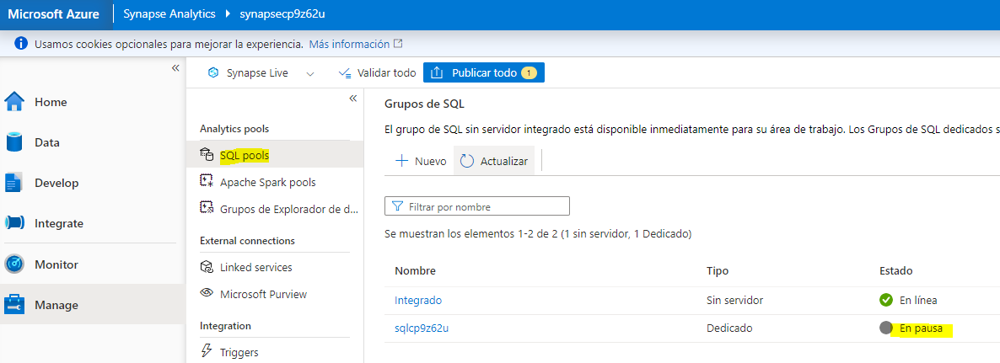 Microsoft Azure Synapse Analytics synapsecp9z62u
Usamos cookies opcionales para mejorar la experiencia. Más información
Home
Data
Develop
Integrate
Monitor
Manage
Synapse Live Validar todo Publicar todo 1
Analytics pools
SQL pools
Apache Spark pools
Grupos de Explorador de d...
External connections
Linked services
Microsoft Purview
Integration
Triggers
Grupos de SQL
El grupo de SQL sin servidor integrado está disponible inmediatamente para su área de trabajo. Los Grupos de SQL dedicados s
Nuevo Actualizar
Filtrar por nombre
Se muestran los elementos 1-2 de 2 (1 sin servidor, 1 Dedicado)
Nombre Tipo Estado
Integrado Sin servidor En línea
sqlcp9z62u Dedicado En pausa